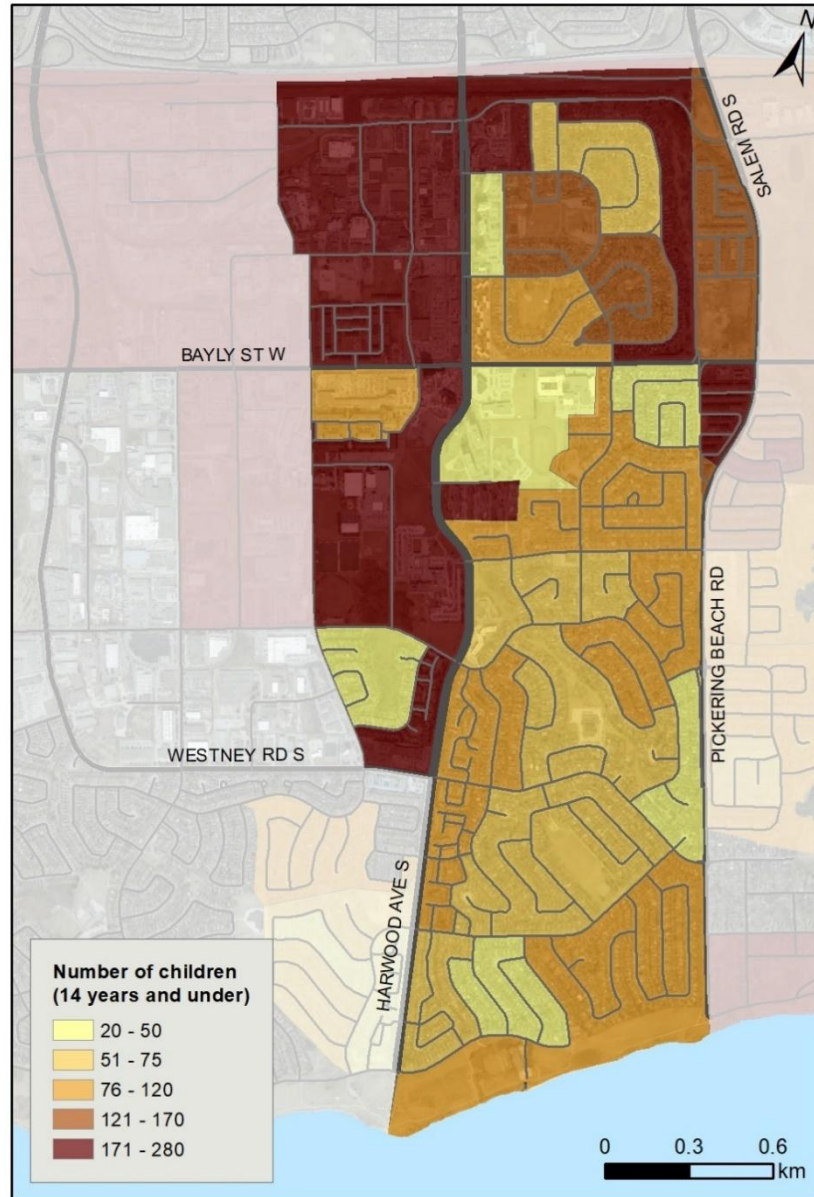 N
SALEM RD S
BAYLY ST W
PICKERING BEACH RD
WESTNEY RD S
HARWOOD AVE S
Number of children
(14 years and under)
20 - 50
51 - 75
76 - 120
121 - 170
171 - 280
0 0.3 0.6
km